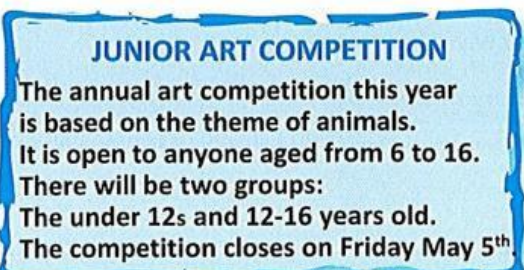 JUNIOR ART COMPETITION
The annual art competition this year
is based on the theme of animals.
It is open to anyone aged from 6 to 16.
There will be two groups:
The under 12s and 12-16 years old.
The competition closes on Friday May 5th.